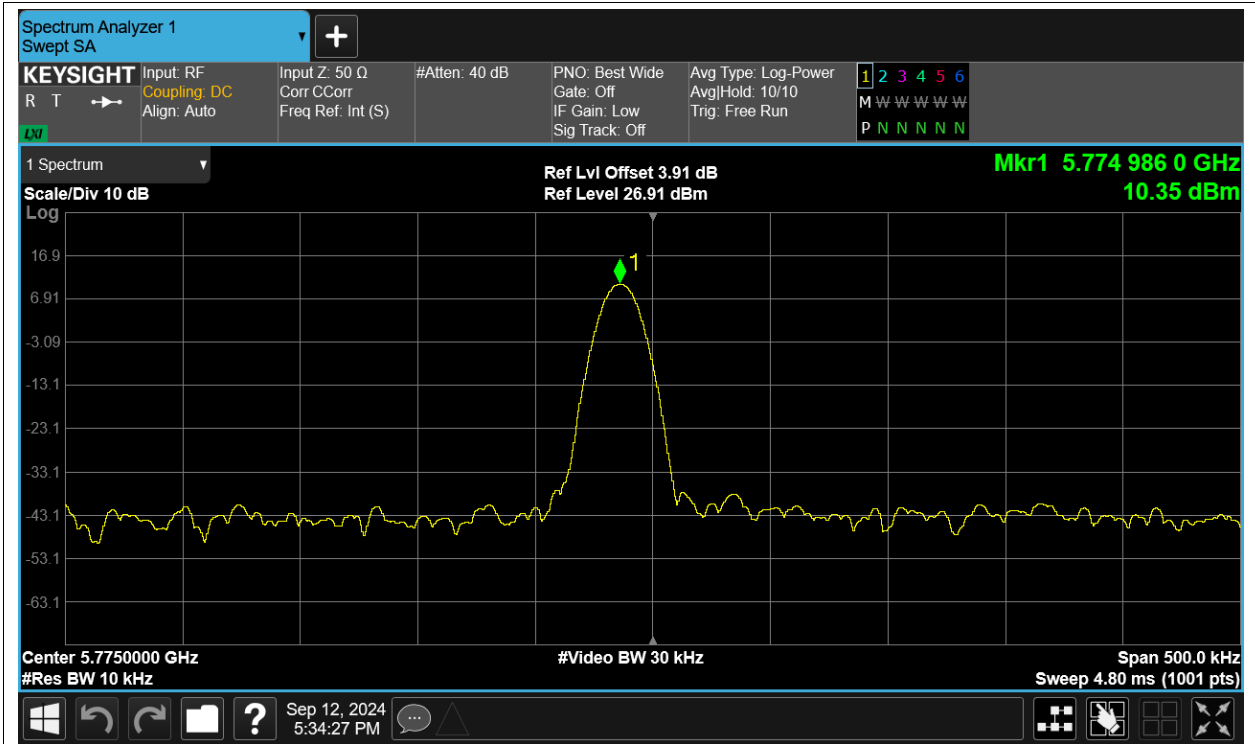 Spectrum Analyzer 1
Swept SA
KEYSIGHT
R T
LXI
Input: RF
Coupling: DC
Align: Auto
Input Z: 50 Ω
Corr CCorr
Freq Ref: Int (S)
#Atten: 40 dB
PNO: Best Wide
Gate: Off
IF Gain: Low
Sig Track: Off
Avg Type: Log-Power
Avg|Hold: 10/10
Trig: Free Run
1 2 3 4 5 6
M W W W W W
P N N N N N
1 Spectrum
Scale/Div 10 dB
Log
Ref Lvl Offset 3.91 dB
Ref Level 26.91 dBm
Mkr1 5.774 986 0 GHz
10.35 dBm
16.9
6.91
-3.09
-13.1
-23.1
-33.1
-43.1
-53.1
-63.1
1
Center 5.7750000 GHz
#Res BW 10 kHz
#Video BW 30 kHz
Span 500.0 kHz
Sweep 4.80 ms (1001 pts)
?
Sep 12, 2024
5:34:27 PM